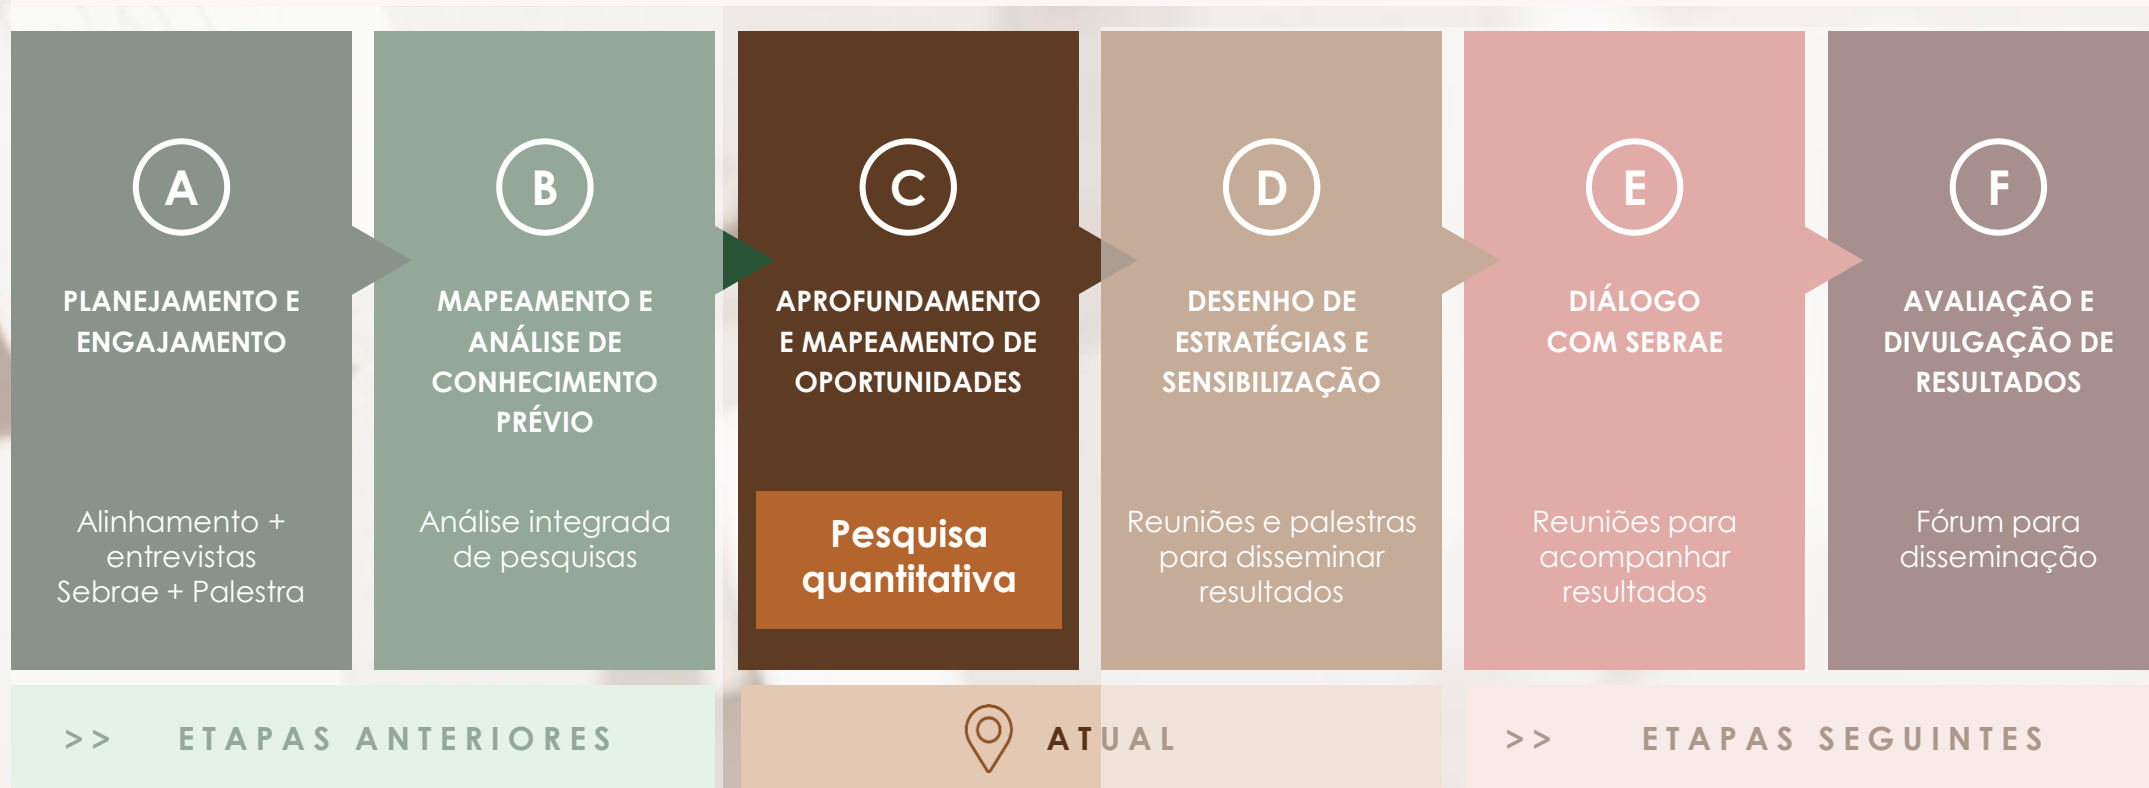 A
PLANEJAMENTO E
ENGAJAMENTO
Alinhamento +
entrevistas
Sebrae + Palestra
B
MAPEAMENTO E
ANÁLISE DE
CONHECIMENTO
PRÉVIO
Análise integrada
de pesquisas
C
APROFUNDAMENTO
E MAPEAMENTO DE
OPORTUNIDADES
Pesquisa
quantitativa
D
DESENHO DE
ESTRATÉGIAS E
SENSIBILIZAÇÃO
Reuniões e palestras
para disseminar
resultados
E
DIÁLOGO
COM SEBRAE
Reuniões para
acompanhar
resultados
F
AVALIAÇÃO E
DIVULGAÇÃO DE
RESULTADOS
Fórum para
disseminação
>> ETAPAS ANTERIORES
ATUAL
>> ETAPAS SEGUINTES